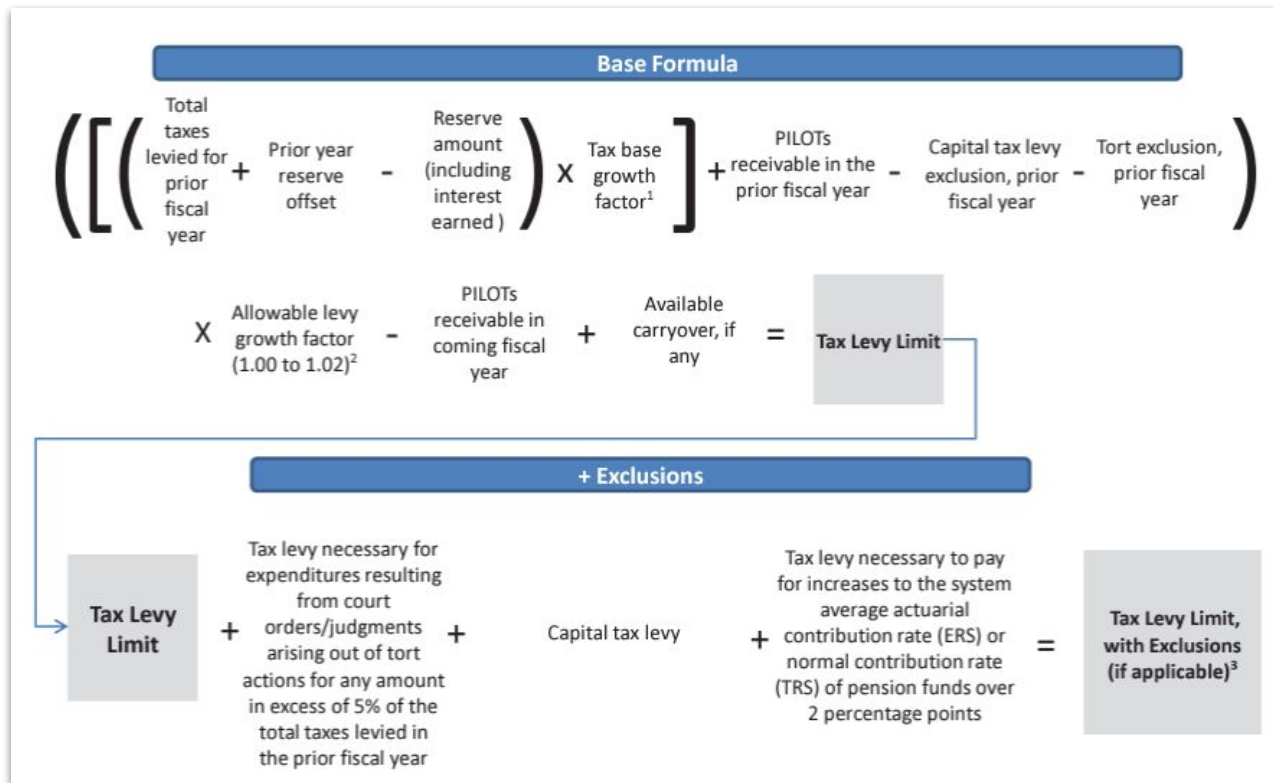 Base Formula
Total
taxes
levied for
prior
fiscal
year
+
Prior year
reserve
offset
-
Reserve
amount
(including
interest
earned )
X
Tax base
growth
factor¹
+
PILOTs
receivable in the
prior fiscal year
-
Capital tax levy
exclusion, prior
fiscal year
-
Tort exclusion,
prior fiscal
year
X
Allowable levy
growth factor
(1.00 to 1.02)²
-
PILOTs
receivable in
coming fiscal
year
+
Available
carryover, if
any
=
Tax Levy Limit
+ Exclusions
Tax Levy
Limit
+
Tax levy necessary for
expenditures resulting
from court
orders/judgments
arising out of tort
actions for any amount
in excess of 5% of the
total taxes levied in
the prior fiscal year
+
Capital tax levy
+
Tax levy necessary to pay
for increases to the system
average actuarial
contribution rate (ERS) or
normal contribution rate
(TRS) of pension funds over
2 percentage points
=
Tax Levy Limit,
with Exclusions
(if applicable)³